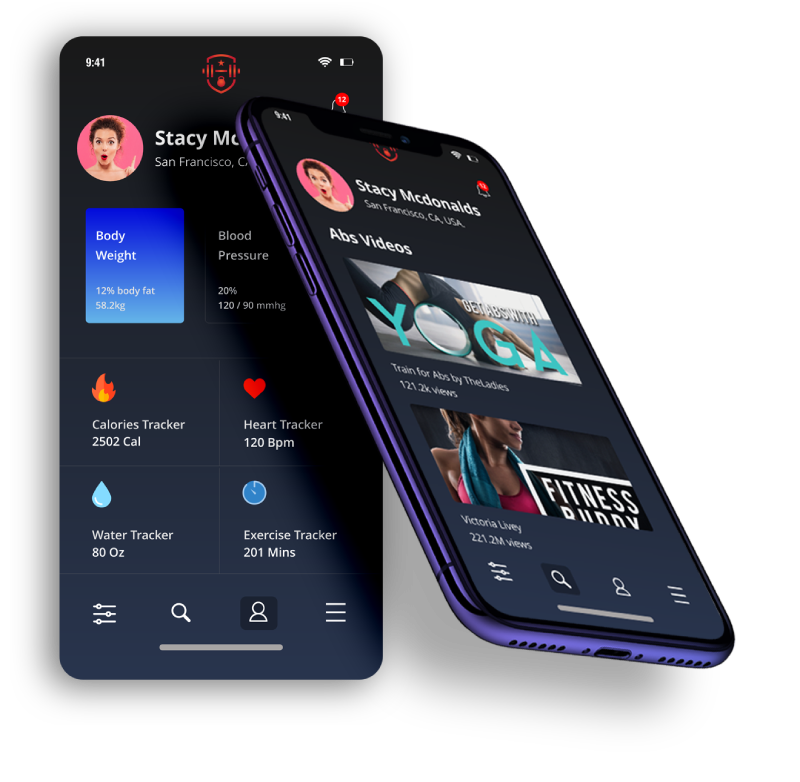 9:41
12
Stacy Mc
San Francisco, CA
Body
Weight
12% body fat
58.2kg
Blood
Pressure
20%
120 / 90 mmhg
Calories Tracker
2502 Cal
Heart Tracker
120 Bpm
Water Tracker
80 Oz
Exercise Tracker
201 Mins
9:41
12
Stacy Mcdonalds
San Francisco, CA, USA.
Abs Videos
GET ABS WITH
YOGA
Train for Abs by TheLadies
121.2k views
FITNESS
BUDDY
Victoria Livey
221.2M views